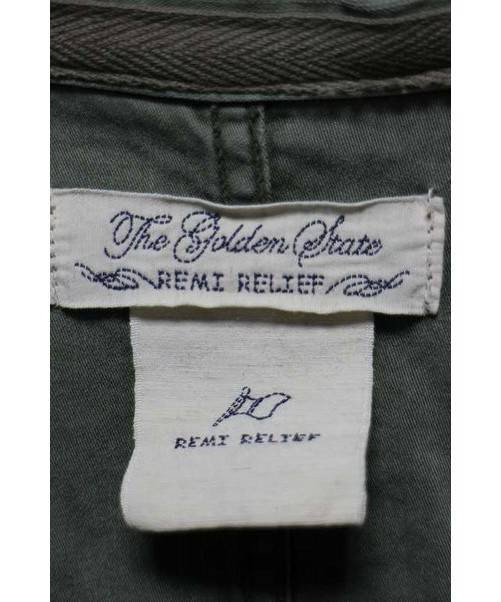 The Golden State
REMI RELIEF
REMI RELIEF